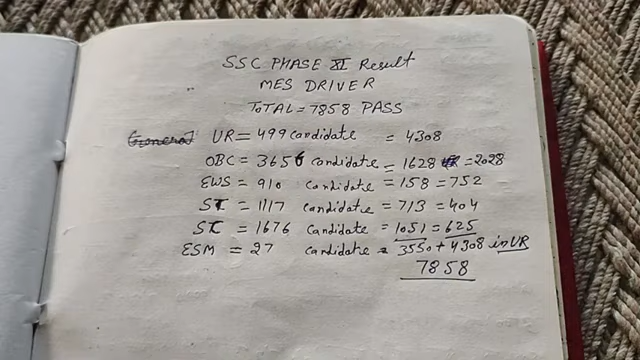 SSC PHASE XI Result
MES DRIVER
TOTAL = 7858 PASS
General UR = 499 candidate = 4308
OBC = 3656 candidate = 1628 UR = 2028
EWS = 910 candidate = 158 = 752
ST = 1117 candidate = 713 = 404
SC = 1676 candidate = 1051 = 625
ESM = 27 candidate = 3550 + 4308 in UR
7858